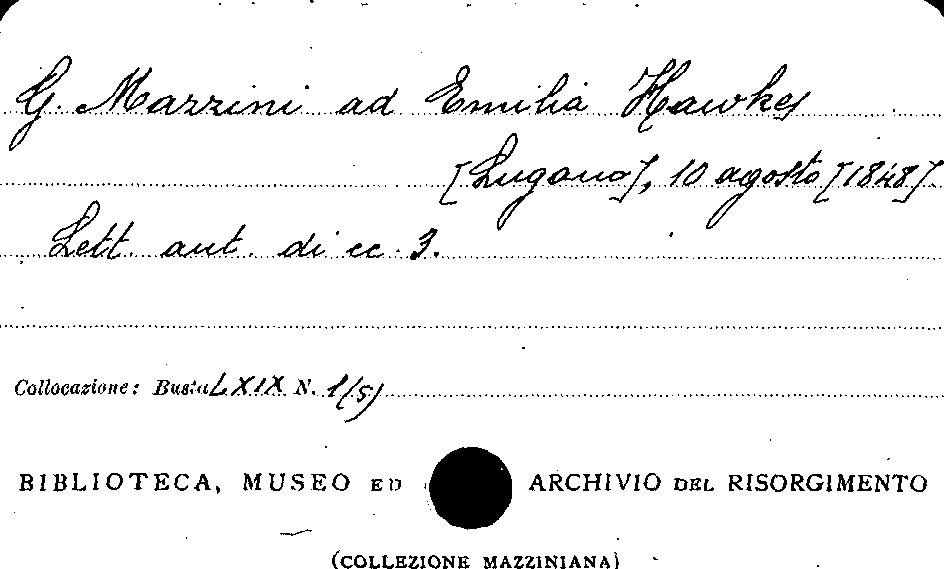 G. Mazzini ad Emilia Hawkes
[Lugano], 10 agosto [1848].
Lett. aut. di cc. 3.
Collocazione: Busta LXIX N. 1(5)
BIBLIOTECA, MUSEO ED ARCHIVIO DEL RISORGIMENTO
(COLLEZIONE MAZZINIANA)